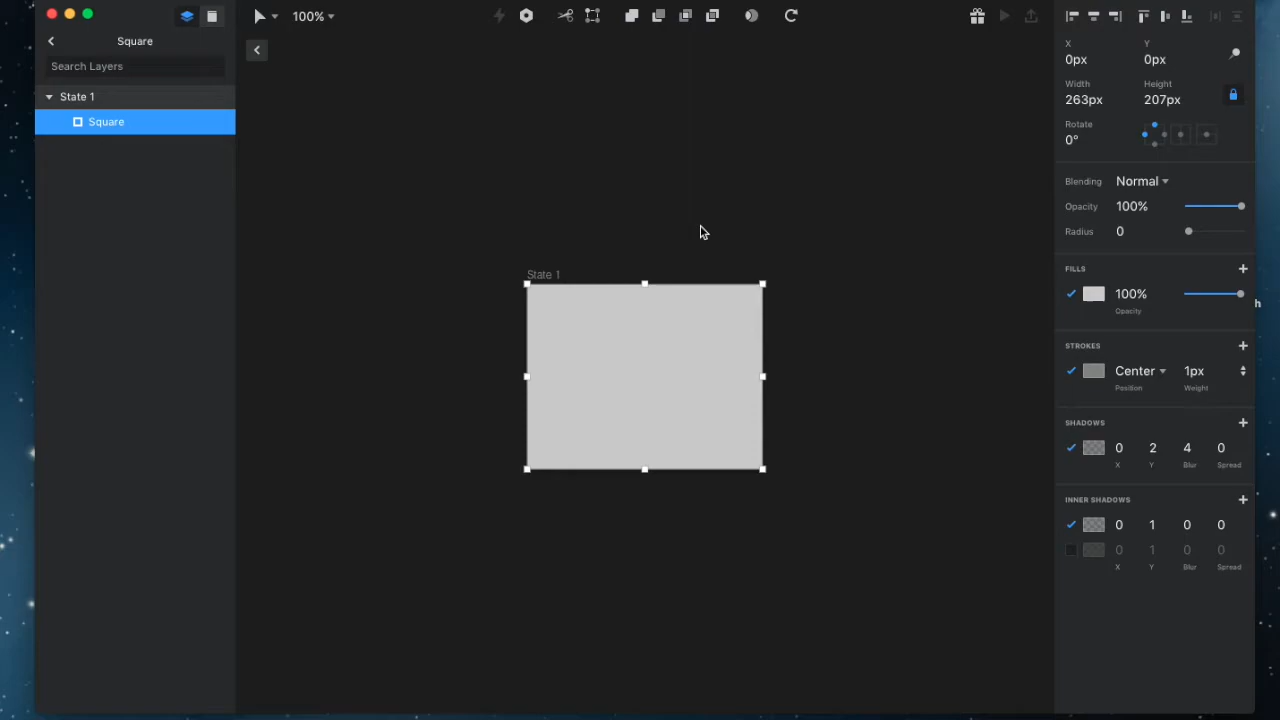 100%
Square
Search Layers
State 1
Square
State 1
X Y
0px 0px
Width Height
263px 207px
Rotate
0°
Blending Normal
Opacity 100%
Radius 0
FILLS
100%
Opacity
h
STROKES
Center 1px
Position Weight
SHADOWS
0 2 4 0
X Y Blur Spread
INNER SHADOWS
0 1 0 0
0 1 0 0
X Y Blur Spread